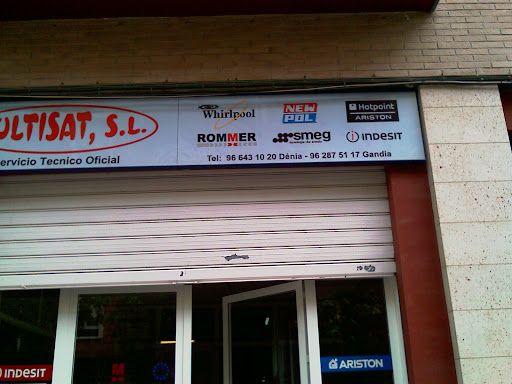 ULTISAT, S.L.
ervicio Tecnico Oficial
Whirlpool
NEW POL
Hotpoint
ARISTON
ROMMER
smeg
INDESIT
Tel: 96 643 10 20 Dénia - 96 287 51 17 Gandia
INDESIT
ARISTON